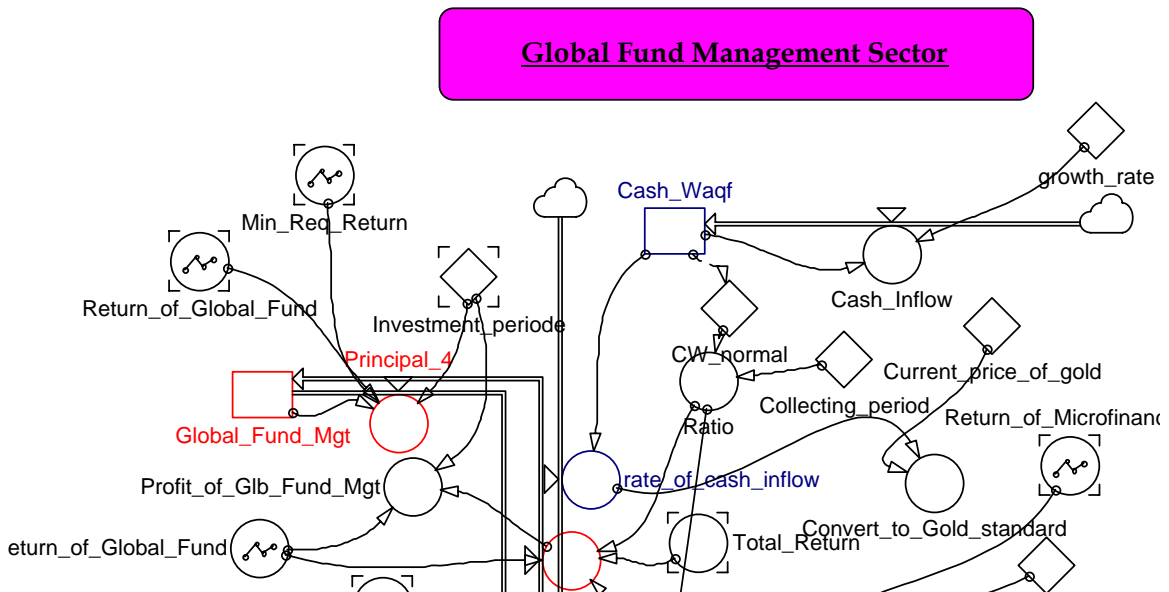 Global Fund Management Sector
growth_rate
Cash_Waqf
Min_Req_Return
Cash_Inflow
Return_of_Global_Fund
Investment_periode
CW_normal
Principal_4
Current_price_of_gold
Collecting_period
Return_of_Microfinanc
Ratio
Global_Fund_Mgt
rate_of_cash_inflow
Profit_of_Glb_Fund_Mgt
Convert_to_Gold_standard
eturn_of_Global_Fund
Total_Return